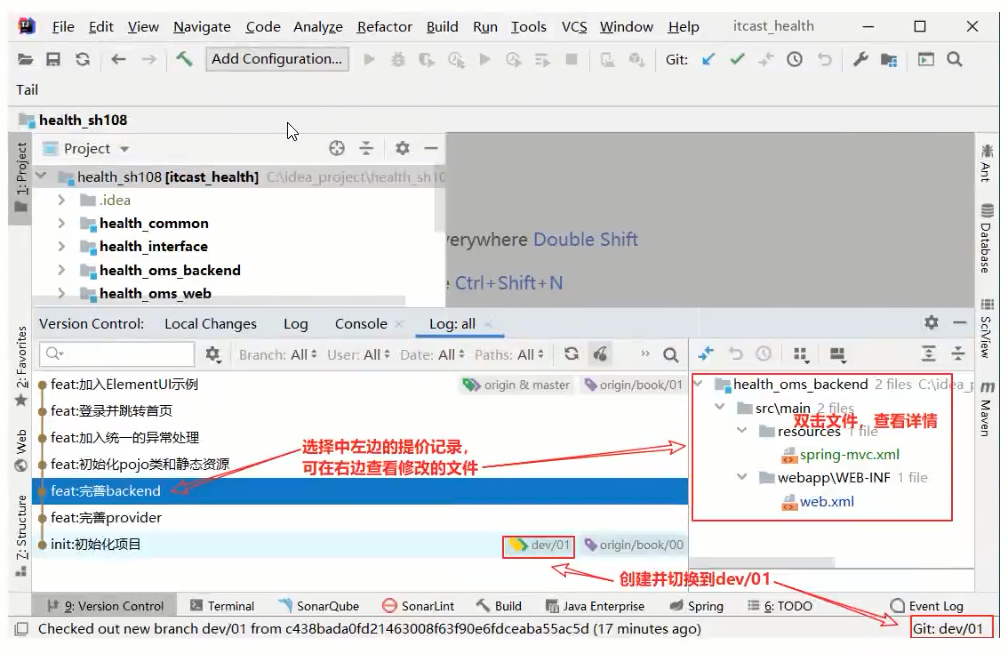 File Edit View Navigate Code Analyze Refactor Build Run Tools VCS Window Help itcast_health
Add Configuration... Git:
Tail
health_sh108
1: Project
Project
health_sh108 [itcast_health] C:\idea_project\health_sh10
.idea
health_common
health_interface
health_oms_backend
health_oms_web
verywhere Double Shift
Ctrl+Shift+N
Ant
Database
SciView
Maven
Version Control: Local Changes Log Console Log: all
2: Favorites
Web
Z: Structure
Branch: All User: All Date: All Paths: All
feat:加入ElementUI示例 origin & master origin/book/01
feat:登录并跳转首页
feat:加入统一的异常处理
feat:初始化pojo类和静态资源
feat:完善backend
feat:完善provider
init:初始化项目 dev/01 origin/book/00
选择中左边的提价记录，
可在右边查看修改的文件
health_oms_backend 2 files C:\idea_p
src\main 2 files
双击文件，查看详情
resources 1 file
spring-mvc.xml
webapp\WEB-INF 1 file
web.xml
创建并切换到dev/01
9: Version Control Terminal SonarQube SonarLint Build Java Enterprise Spring 6: TODO Event Log
Checked out new branch dev/01 from c438bada0fd21463008f63f90e6fdceaba55ac5d (17 minutes ago) Git: dev/01